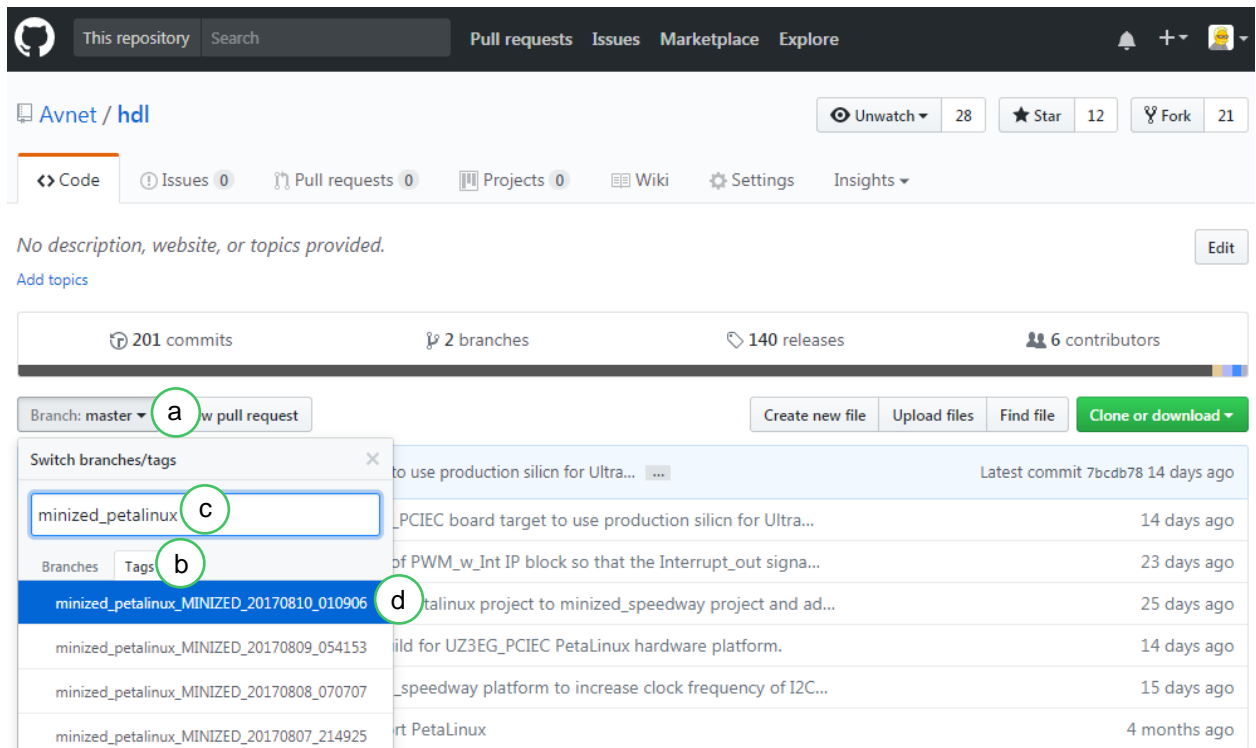 This repository Search Pull requests Issues Marketplace Explore
Avnet / hdl Unwatch 28 Star 12 Fork 21
Code Issues 0 Pull requests 0 Projects 0 Wiki Settings Insights
No description, website, or topics provided. Edit
Add topics
201 commits 2 branches 140 releases 6 contributors
Branch: master a w pull request Create new file Upload files Find file Clone or download
Switch branches/tags × to use production silicn for Ultra... ... Latest commit 7bcdb78 14 days ago
minized_petalinux c _PCIEC board target to use production silicn for Ultra... 14 days ago
Branches Tags b of PWM_w_Int IP block so that the Interrupt_out signa... 23 days ago
minized_petalinux_MINIZED_20170810_010906 d talinux project to minized_speedway project and ad... 25 days ago
minized_petalinux_MINIZED_20170809_054153 ild for UZ3EG_PCIEC PetaLinux hardware platform. 14 days ago
minized_petalinux_MINIZED_20170808_070707 _speedway platform to increase clock frequency of I2C... 15 days ago
minized_petalinux_MINIZED_20170807_214925 rt PetaLinux 4 months ago